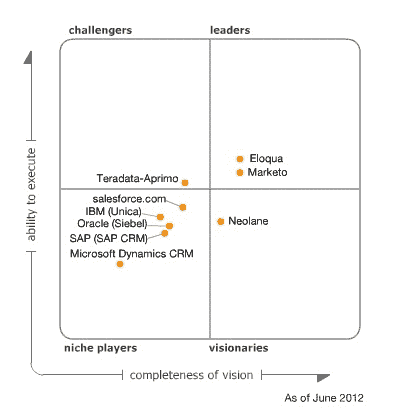 challengers
leaders
ability to execute
Eloqua
Marketo
Teradata-Aprimo
salesforce.com
IBM (Unica)
Oracle (Siebel)
Neolane
SAP (SAP CRM)
Microsoft Dynamics CRM
niche players
visionaries
completeness of vision
As of June 2012